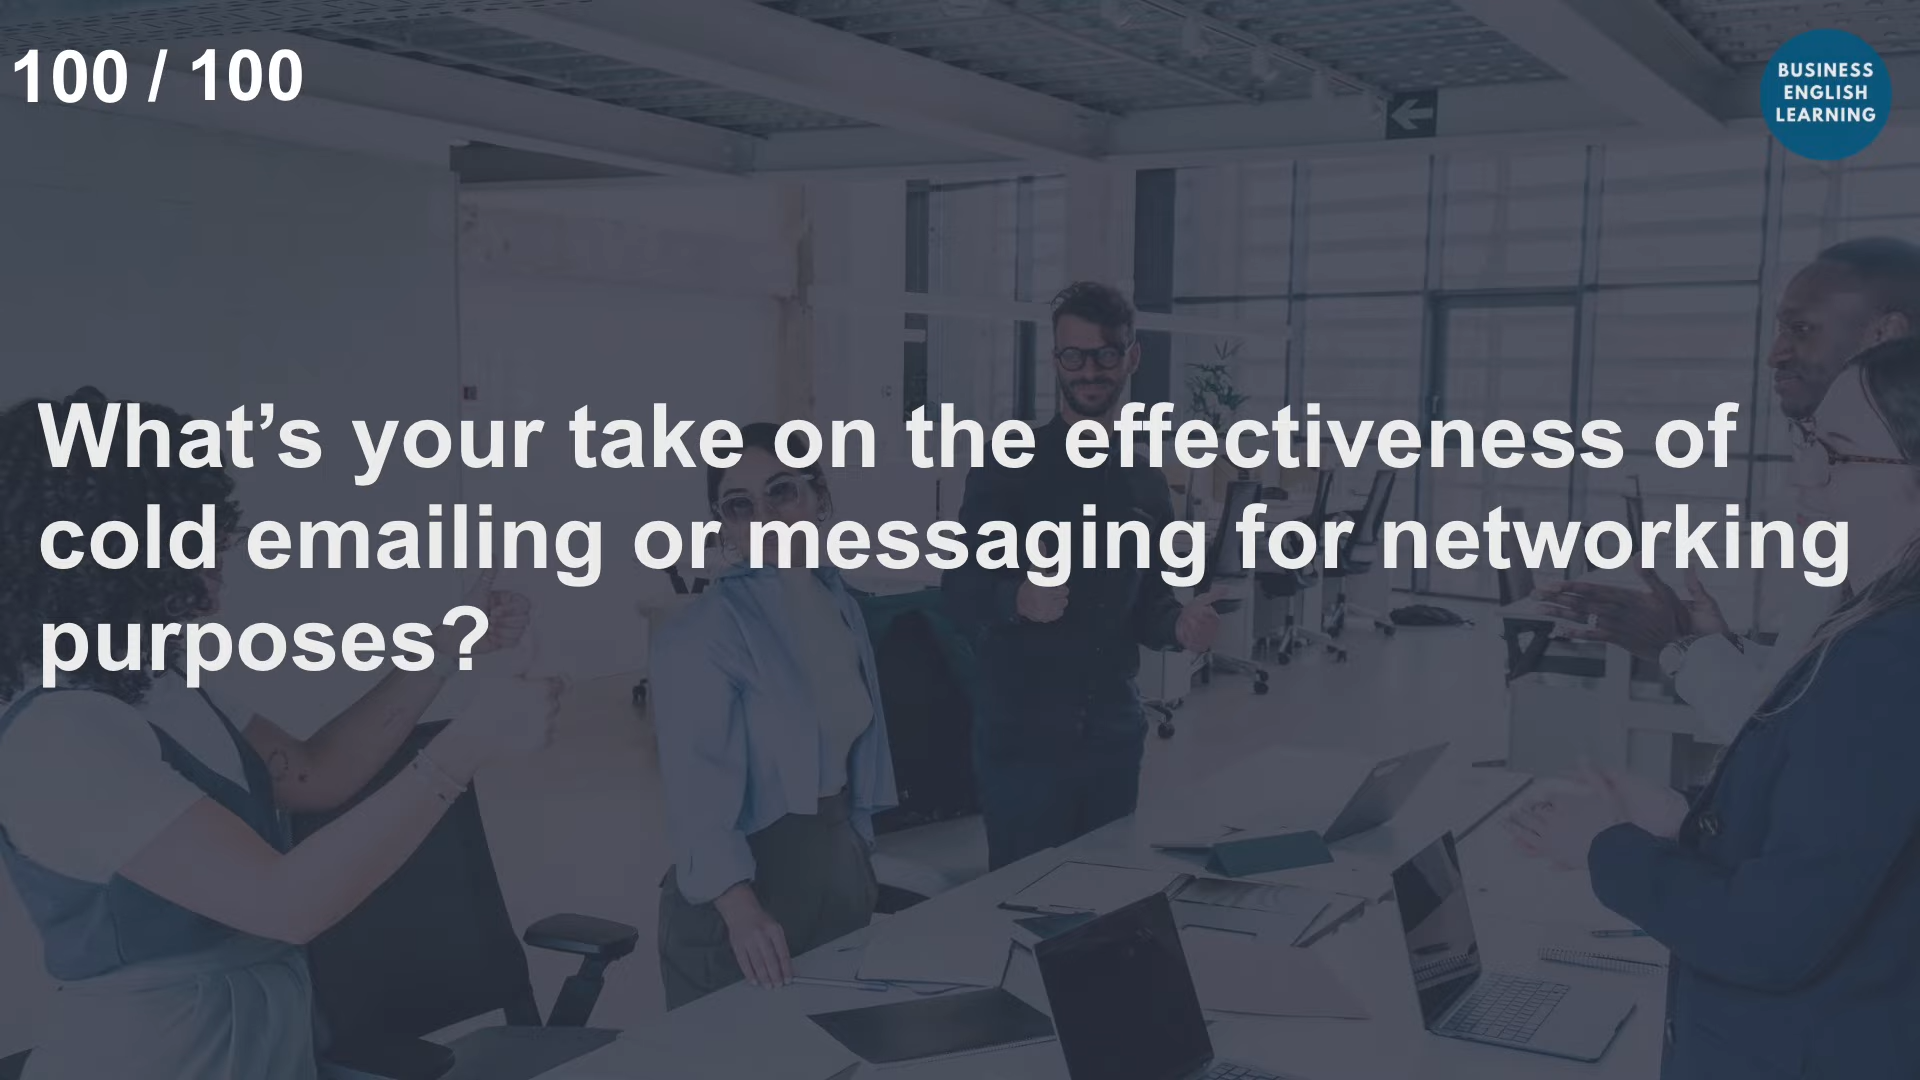 100 / 100
BUSINESS
ENGLISH
LEARNING
What’s your take on the effectiveness of
cold emailing or messaging for networking
purposes?